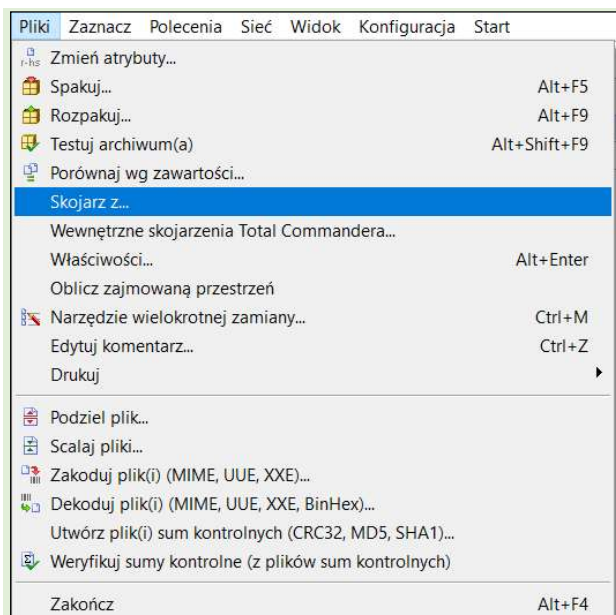 Pliki Zaznacz Polecenia Sieć Widok Konfiguracja Start
r-hs Zmień atrybuty...
Spakuj... Alt+F5
Rozpakuj... Alt+F9
Testuj archiwum(a) Alt+Shift+F9
Porównaj wg zawartości...
Skojarz z...
Wewnętrzne skojarzenia Total Commandera...
Właściwości... Alt+Enter
Oblicz zajmowaną przestrzeń
Narzędzie wielokrotnej zamiany... Ctrl+M
Edytuj komentarz... Ctrl+Z
Drukuj
Podziel plik...
Scalaj pliki...
Zakoduj plik(i) (MIME, UUE, XXE)...
Dekoduj plik(i) (MIME, UUE, XXE, BinHex)...
Utwórz plik(i) sum kontrolnych (CRC32, MD5, SHA1)...
Weryfikuj sumy kontrolne (z plików sum kontrolnych)
Zakończ Alt+F4